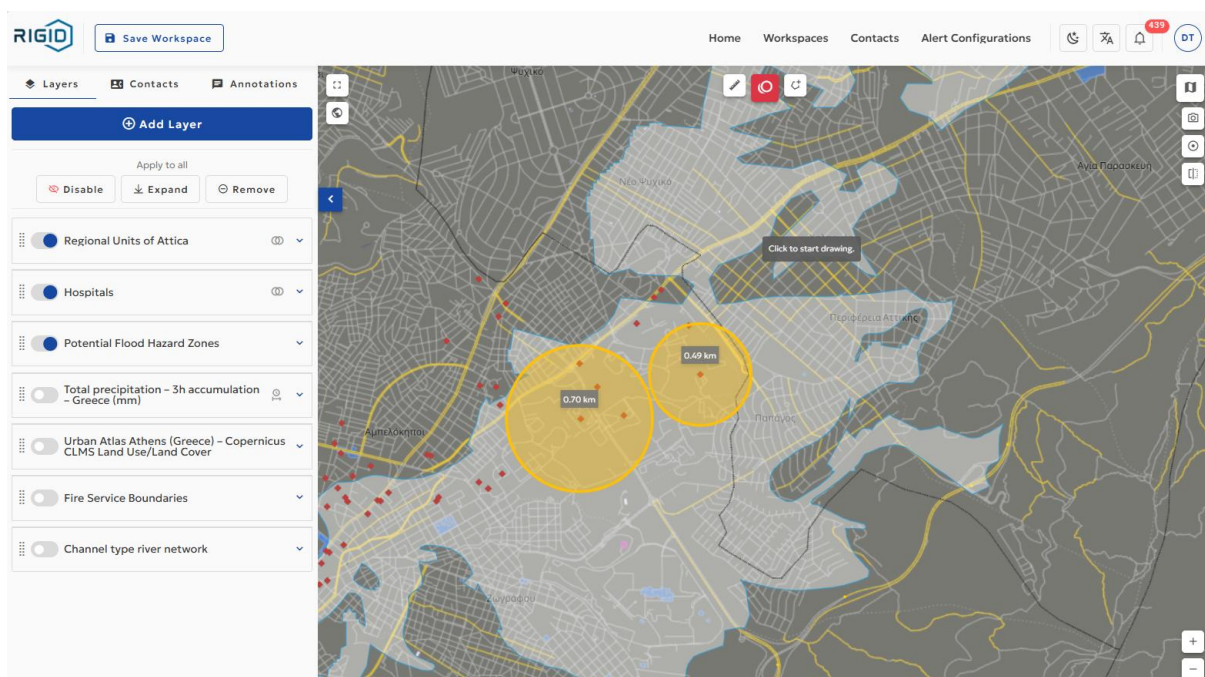 RIGID
Save Workspace
Home
Workspaces
Contacts
Alert Configurations
439
DT
Layers
Contacts
Annotations
Add Layer
Apply to all
Disable
Expand
Remove
Regional Units of Attica
Hospitals
Potential Flood Hazard Zones
Total precipitation – 3h accumulation
– Greece (mm)
Urban Atlas Athens (Greece) – Copernicus
CLMS Land Use/Land Cover
Fire Service Boundaries
Channel type river network
Ψυχικό
Νέο Ψυχικό
Αγία Παρασκευή
Click to start drawing.
Περιφέρεια Αττικής
0.49 km
0.70 km
Παπάγος
Αμπελόκηποι
Ζωγράφου